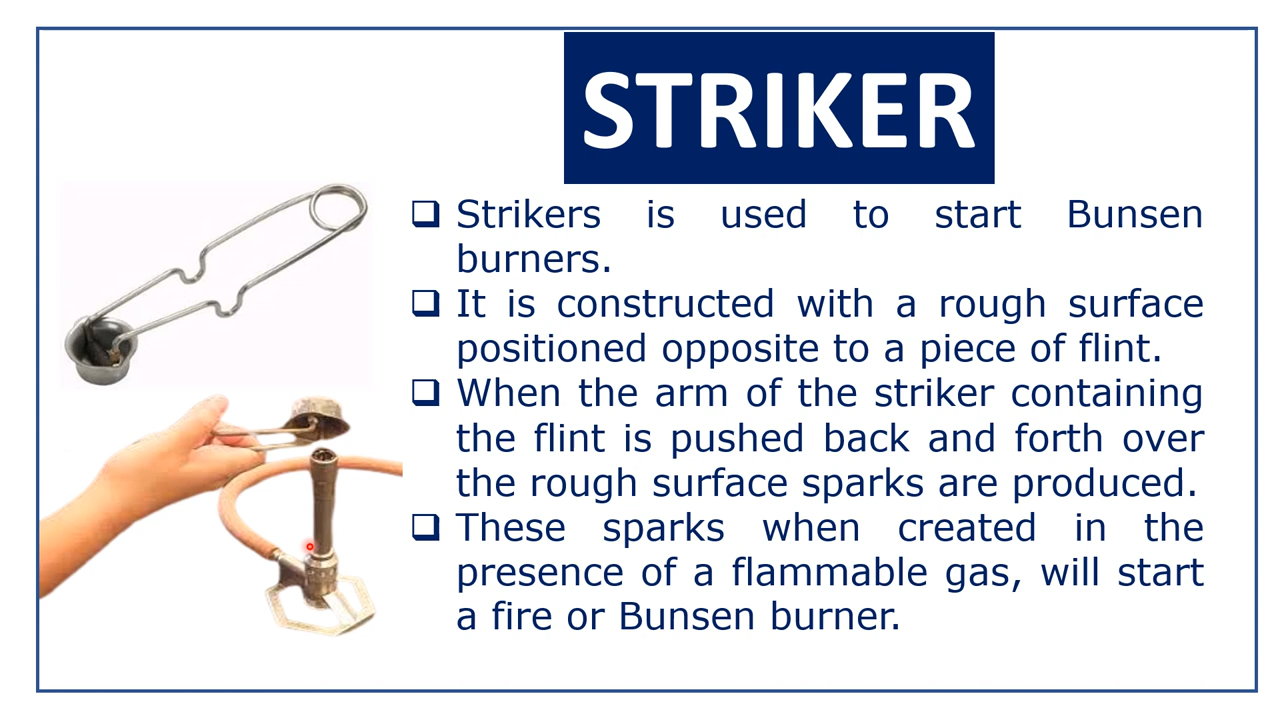 STRIKER
❑ Strikers is used to start Bunsen
burners.
❑ It is constructed with a rough surface
positioned opposite to a piece of flint.
❑ When the arm of the striker containing
the flint is pushed back and forth over
the rough surface sparks are produced.
❑ These sparks when created in the
presence of a flammable gas, will start
a fire or Bunsen burner.